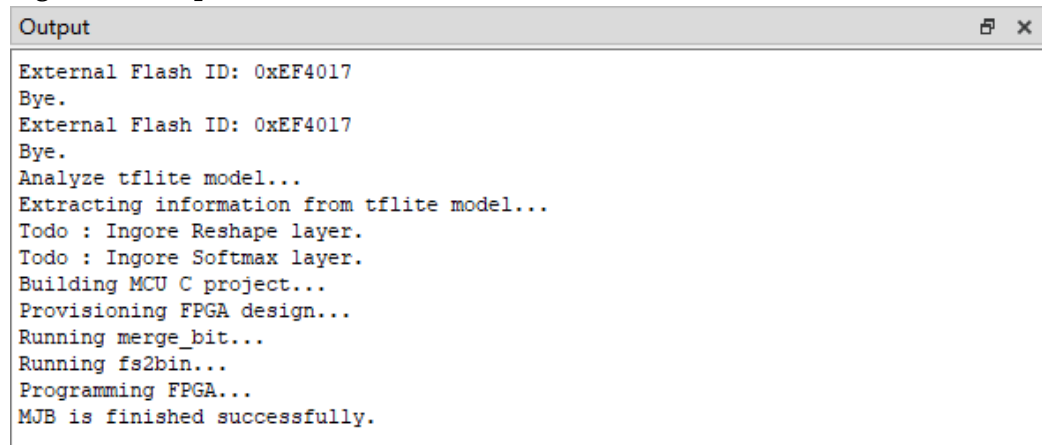 Output
External Flash ID: 0xEF4017
Bye.
External Flash ID: 0xEF4017
Bye.
Analyze tflite model...
Extracting information from tflite model...
Todo : Ingore Reshape layer.
Todo : Ingore Softmax layer.
Building MCU C project...
Provisioning FPGA design...
Running merge_bit...
Running fs2bin...
Programming FPGA...
MJB is finished successfully.